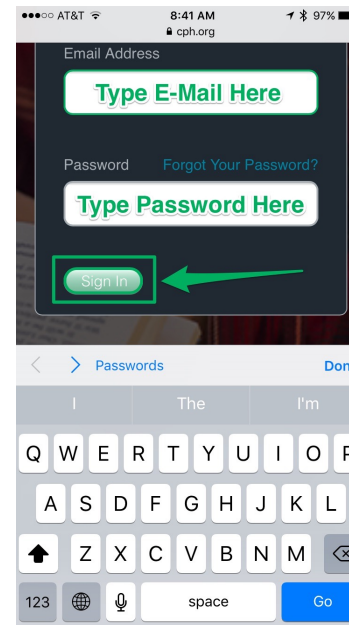 AT&T 8:41 AM 97%
cph.org
Email Address
Type E-Mail Here
Password Forgot Your Password?
Type Password Here
Sign In
Passwords Don
I The I'm
Q W E R T Y U I O P
A S D F G H J K L
Z X C V B N M
123 space Go